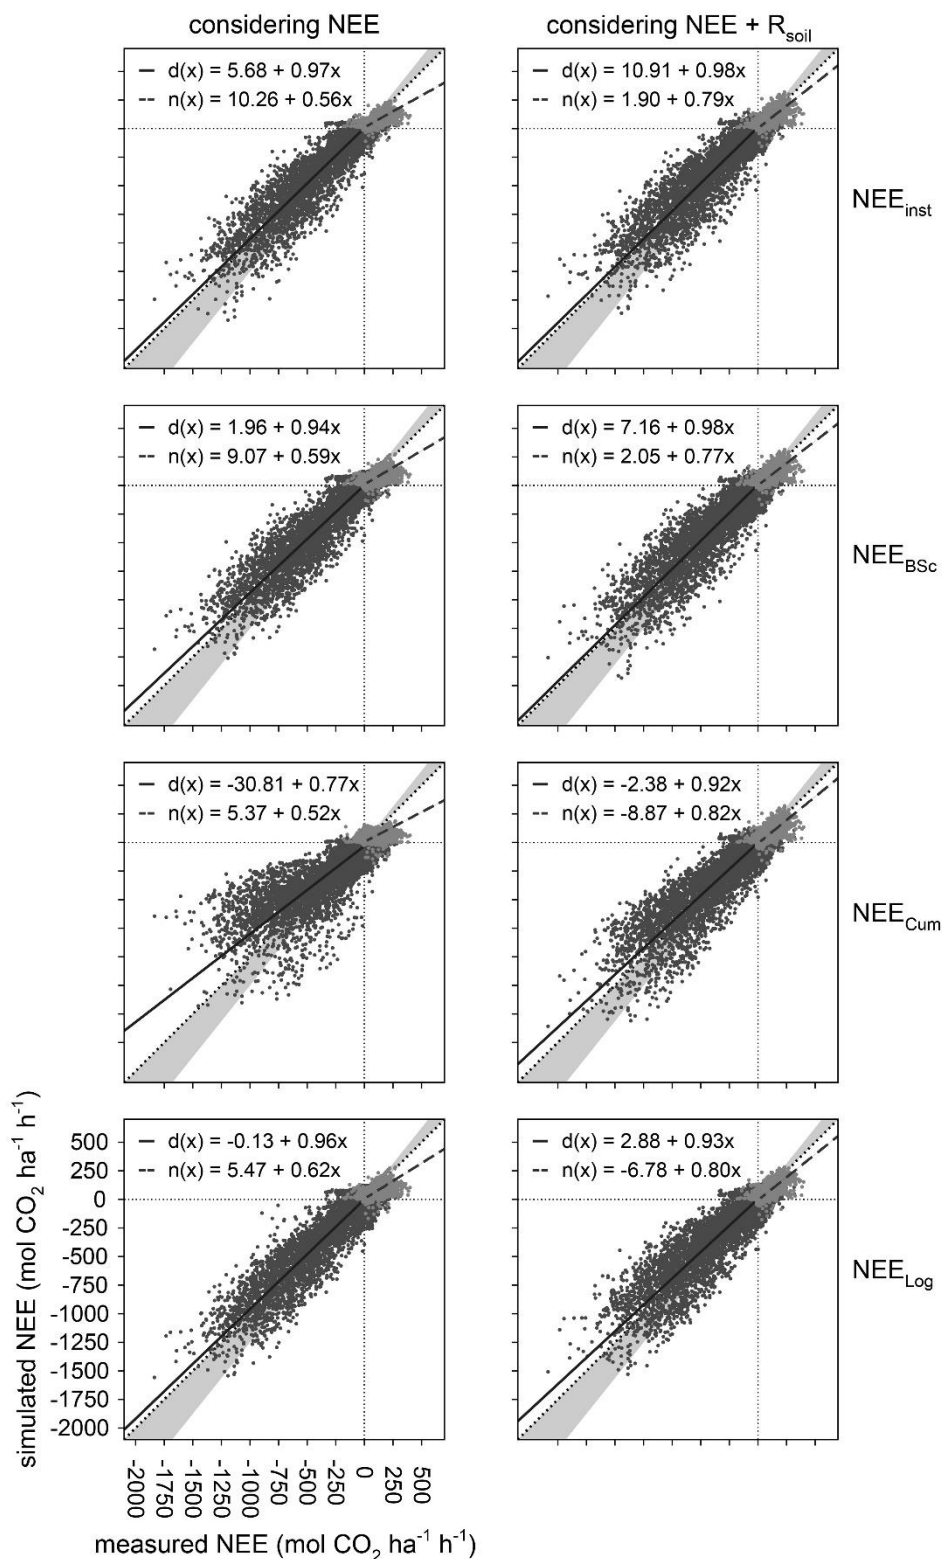 considering NEE
considering NEE + Rsoil
d(x) = 5.68 + 0.97x
n(x) = 10.26 + 0.56x
d(x) = 10.91 + 0.98x
n(x) = 1.90 + 0.79x
NEEinst
d(x) = 1.96 + 0.94x
n(x) = 9.07 + 0.59x
d(x) = 7.16 + 0.98x
n(x) = 2.05 + 0.77x
NEEBSc
d(x) = -30.81 + 0.77x
n(x) = 5.37 + 0.52x
d(x) = -2.38 + 0.92x
n(x) = -8.87 + 0.82x
NEECum
d(x) = -0.13 + 0.96x
n(x) = 5.47 + 0.62x
d(x) = 2.88 + 0.93x
n(x) = -6.78 + 0.80x
NEELog
simulated NEE (mol CO2 ha-1 h-1)
500
250
0
-250
-500
-750
-1000
-1250
-1500
-1750
-2000
-2000
-1750
-1500
-1250
-1000
-750
-500
-250
0
250
500
measured NEE (mol CO2 ha-1 h-1)